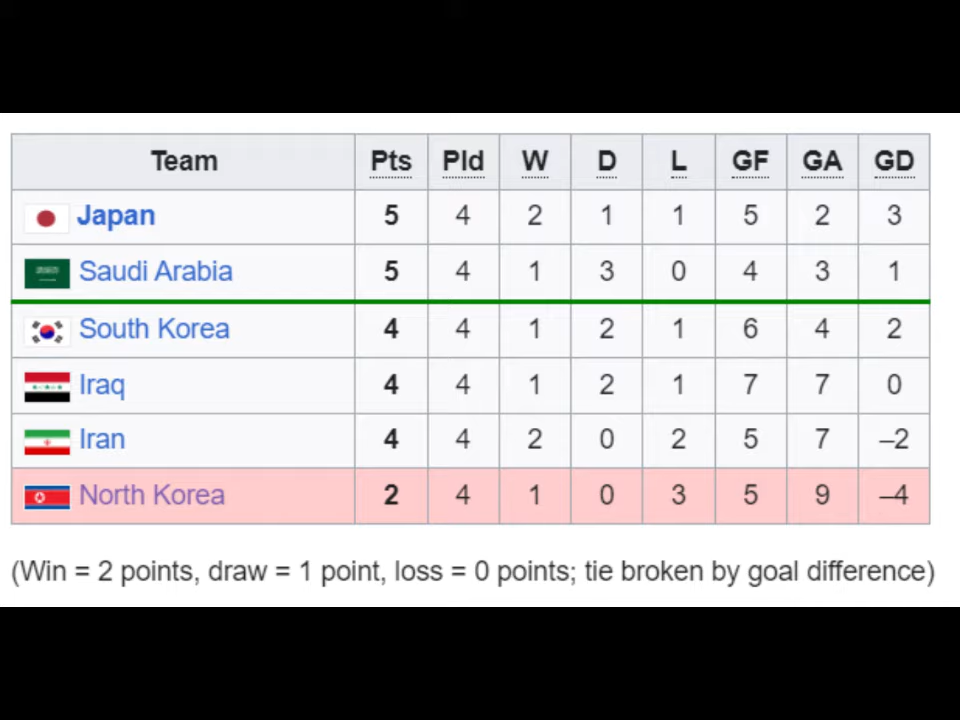 Team Pts Pld W D L GF GA GD
Japan 5 4 2 1 1 5 2 3
Saudi Arabia 5 4 1 3 0 4 3 1
South Korea 4 4 1 2 1 6 4 2
Iraq 4 4 1 2 1 7 7 0
Iran 4 4 2 0 2 5 7 –2
North Korea 2 4 1 0 3 5 9 –4
(Win = 2 points, draw = 1 point, loss = 0 points; tie broken by goal difference)